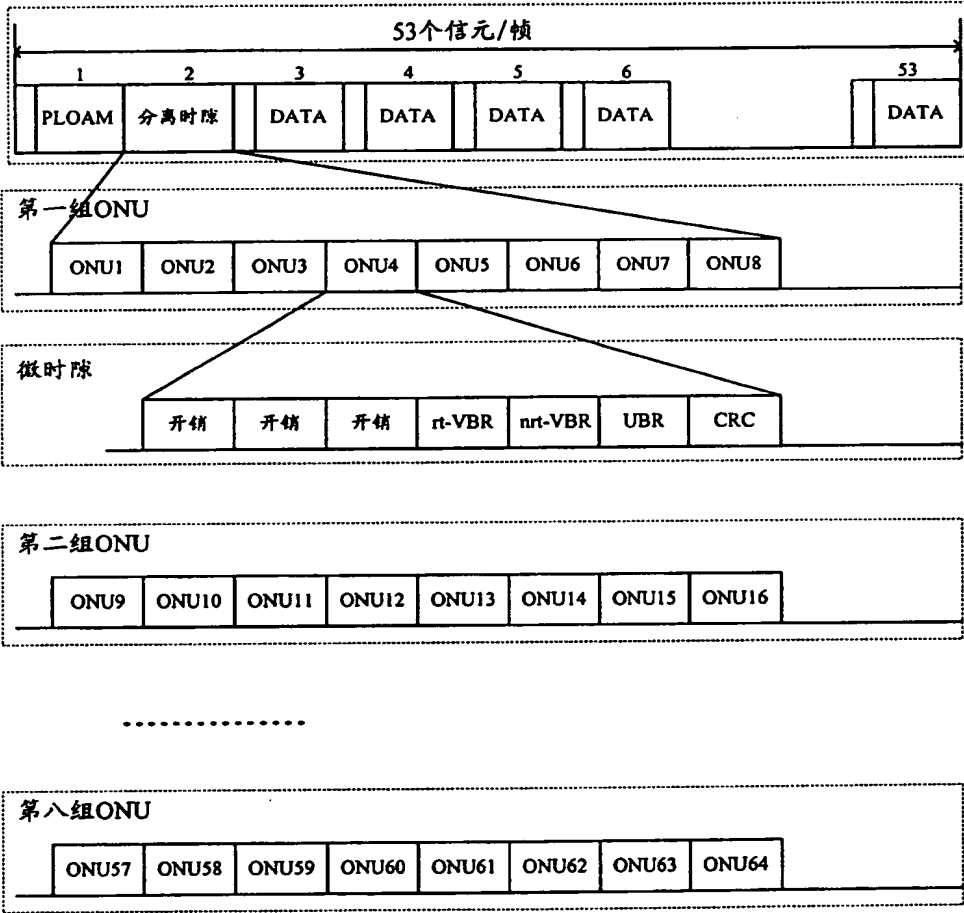 53个信元/帧
1 2 3 4 5 6 53
PLOAM 分离时隙 DATA DATA DATA DATA DATA
第一组ONU
ONU1 ONU2 ONU3 ONU4 ONU5 ONU6 ONU7 ONU8
微时隙
开销 开销 开销 rt-VBR nrt-VBR UBR CRC
第二组ONU
ONU9 ONU10 ONU11 ONU12 ONU13 ONU14 ONU15 ONU16
...............
第八组ONU
ONU57 ONU58 ONU59 ONU60 ONU61 ONU62 ONU63 ONU64